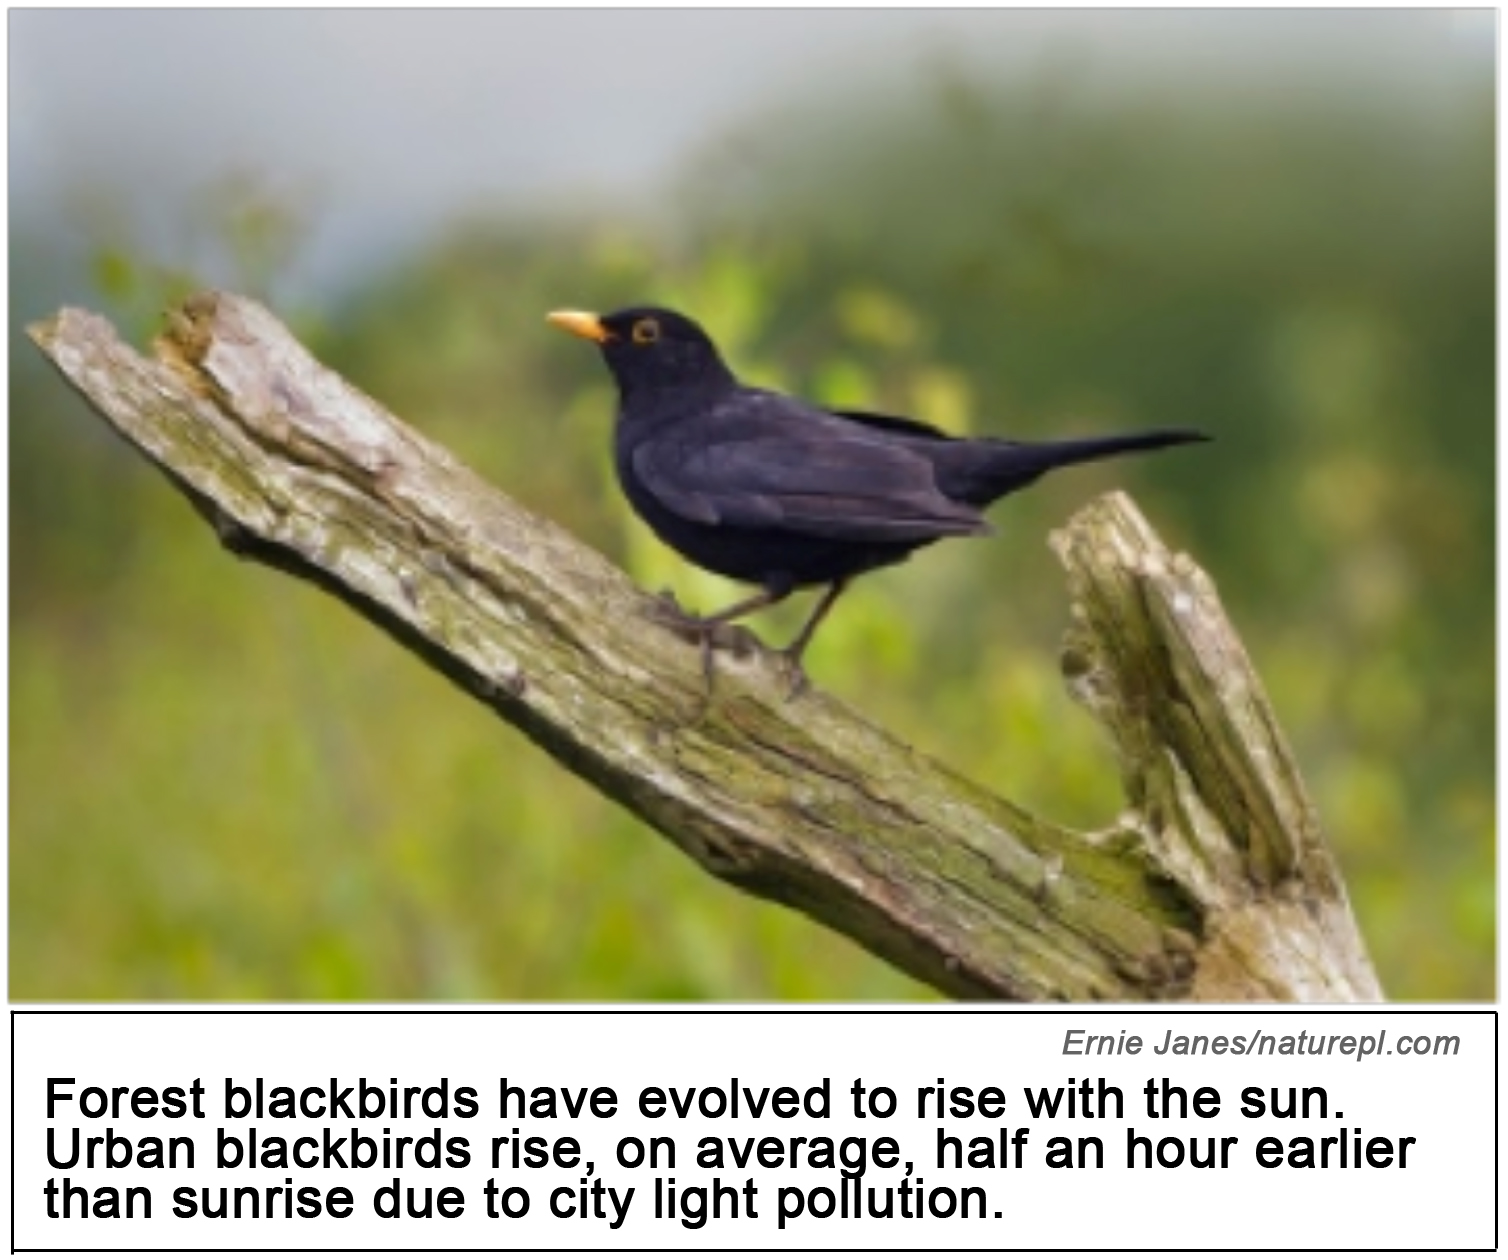 Ernie Janes/naturepl.com
Forest blackbirds have evolved to rise with the sun.
Urban blackbirds rise, on average, half an hour earlier
than sunrise due to city light pollution.